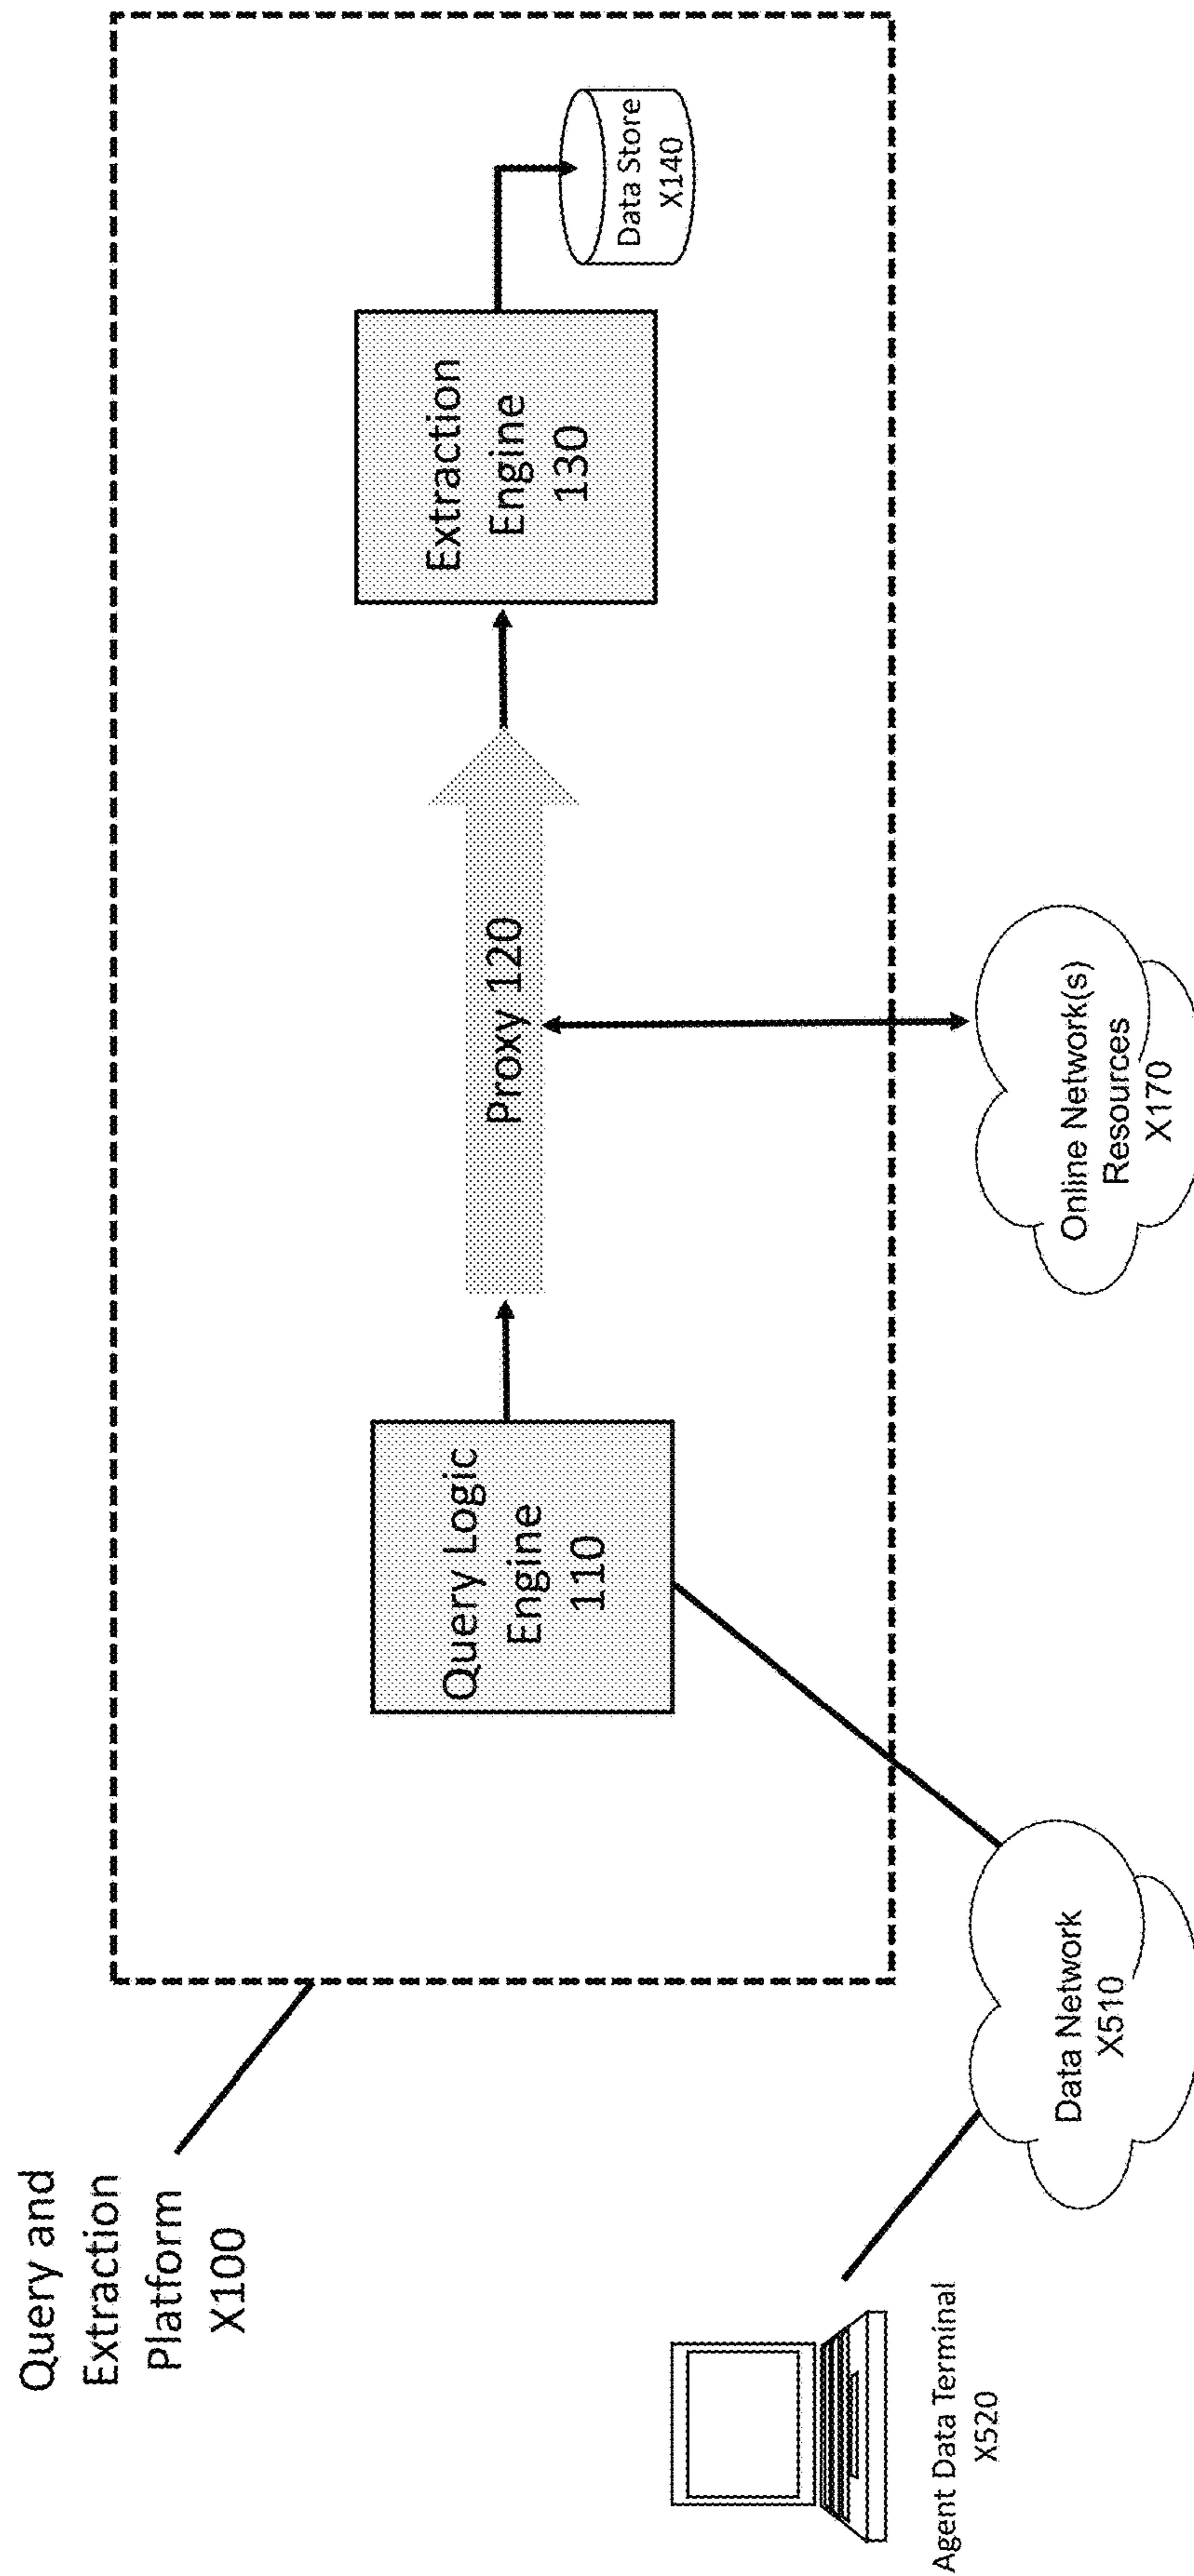 Query and
Extraction
Platform
X100
Query Logic
Engine
110
Proxy 120
Extraction
Engine
130
Data Store
X140
Agent Data Terminal
X520
Data Network
X510
Online Network(s)
Resources
X170